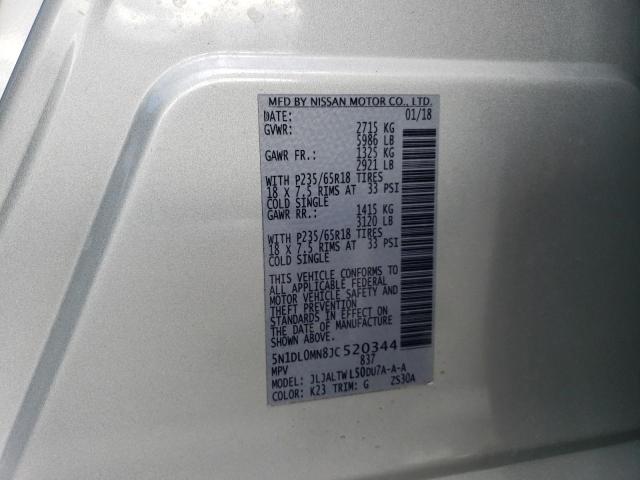 MFD BY NISSAN MOTOR CO., LTD.
DATE: 01/18
GVWR: 2715 KG
5986 LB
GAWR FR.: 1325 KG
2921 LB
WITH P235/65R18 TIRES
18 X 7.5 RIMS AT 33 PSI
COLD SINGLE
GAWR RR.: 1415 KG
3120 LB
WITH P235/65R18 TIRES
18 X 7.5 RIMS AT 33 PSI
COLD SINGLE
THIS VEHICLE CONFORMS TO
ALL APPLICABLE FEDERAL
MOTOR VEHICLE SAFETY AND
THEFT PREVENTION
STANDARDS IN EFFECT ON
THE DATE OF MANUFACTURE
SHOWN ABOVE.
5N1DL0MN8JC520344
MPV 837
MODEL: JLJALTWL50DU7A-A-A
COLOR: K23 TRIM: G ZS30A